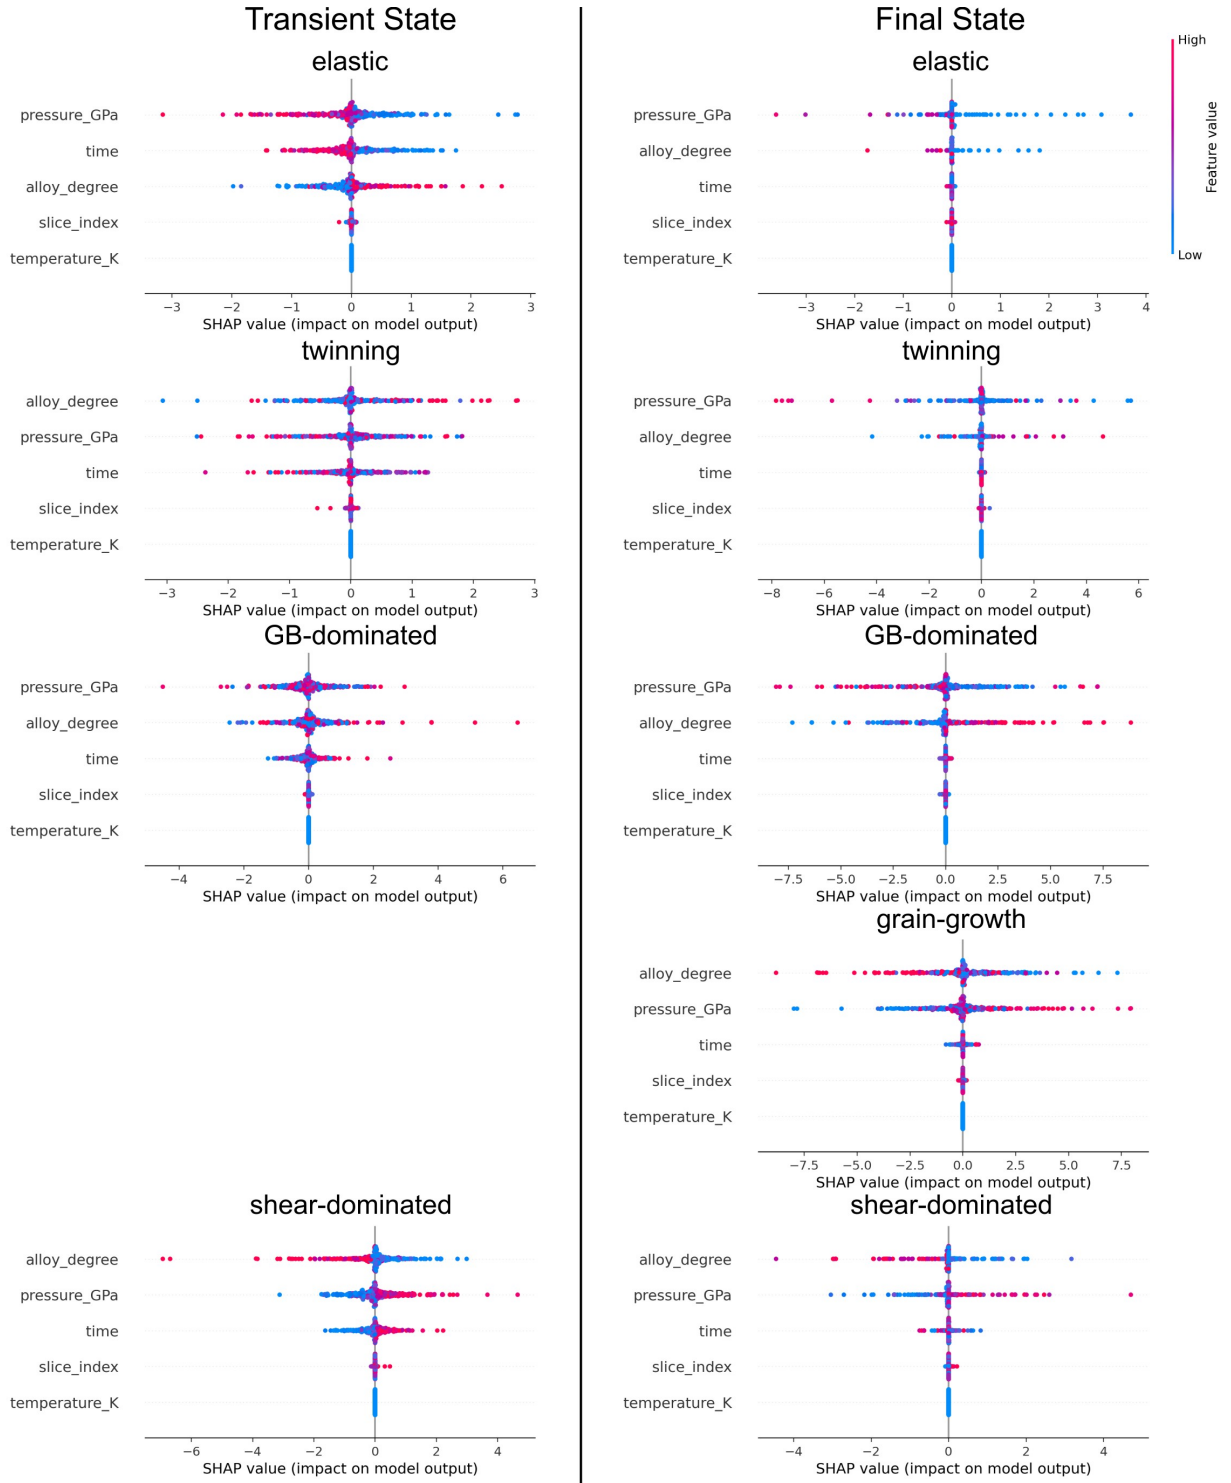 Transient State
elastic
pressure_GPa
time
alloy_degree
slice_index
temperature_K
−3 −2 −1 0 1 2 3
SHAP value (impact on model output)
twinning
alloy_degree
pressure_GPa
time
slice_index
temperature_K
−3 −2 −1 0 1 2 3
SHAP value (impact on model output)
GB-dominated
pressure_GPa
alloy_degree
time
slice_index
temperature_K
−4 −2 0 2 4 6
SHAP value (impact on model output)
shear-dominated
alloy_degree
pressure_GPa
time
slice_index
temperature_K
−6 −4 −2 0 2 4
SHAP value (impact on model output)
Final State
elastic
pressure_GPa
alloy_degree
time
slice_index
temperature_K
−3 −2 −1 0 1 2 3 4
SHAP value (impact on model output)
twinning
pressure_GPa
alloy_degree
time
slice_index
temperature_K
−8 −6 −4 −2 0 2 4 6
SHAP value (impact on model output)
GB-dominated
pressure_GPa
alloy_degree
time
slice_index
temperature_K
−7.5 −5.0 −2.5 0.0 2.5 5.0 7.5
SHAP value (impact on model output)
grain-growth
alloy_degree
pressure_GPa
time
slice_index
temperature_K
−7.5 −5.0 −2.5 0.0 2.5 5.0 7.5
SHAP value (impact on model output)
shear-dominated
alloy_degree
pressure_GPa
time
slice_index
temperature_K
−4 −2 0 2 4
SHAP value (impact on model output)
High
Feature value
Low